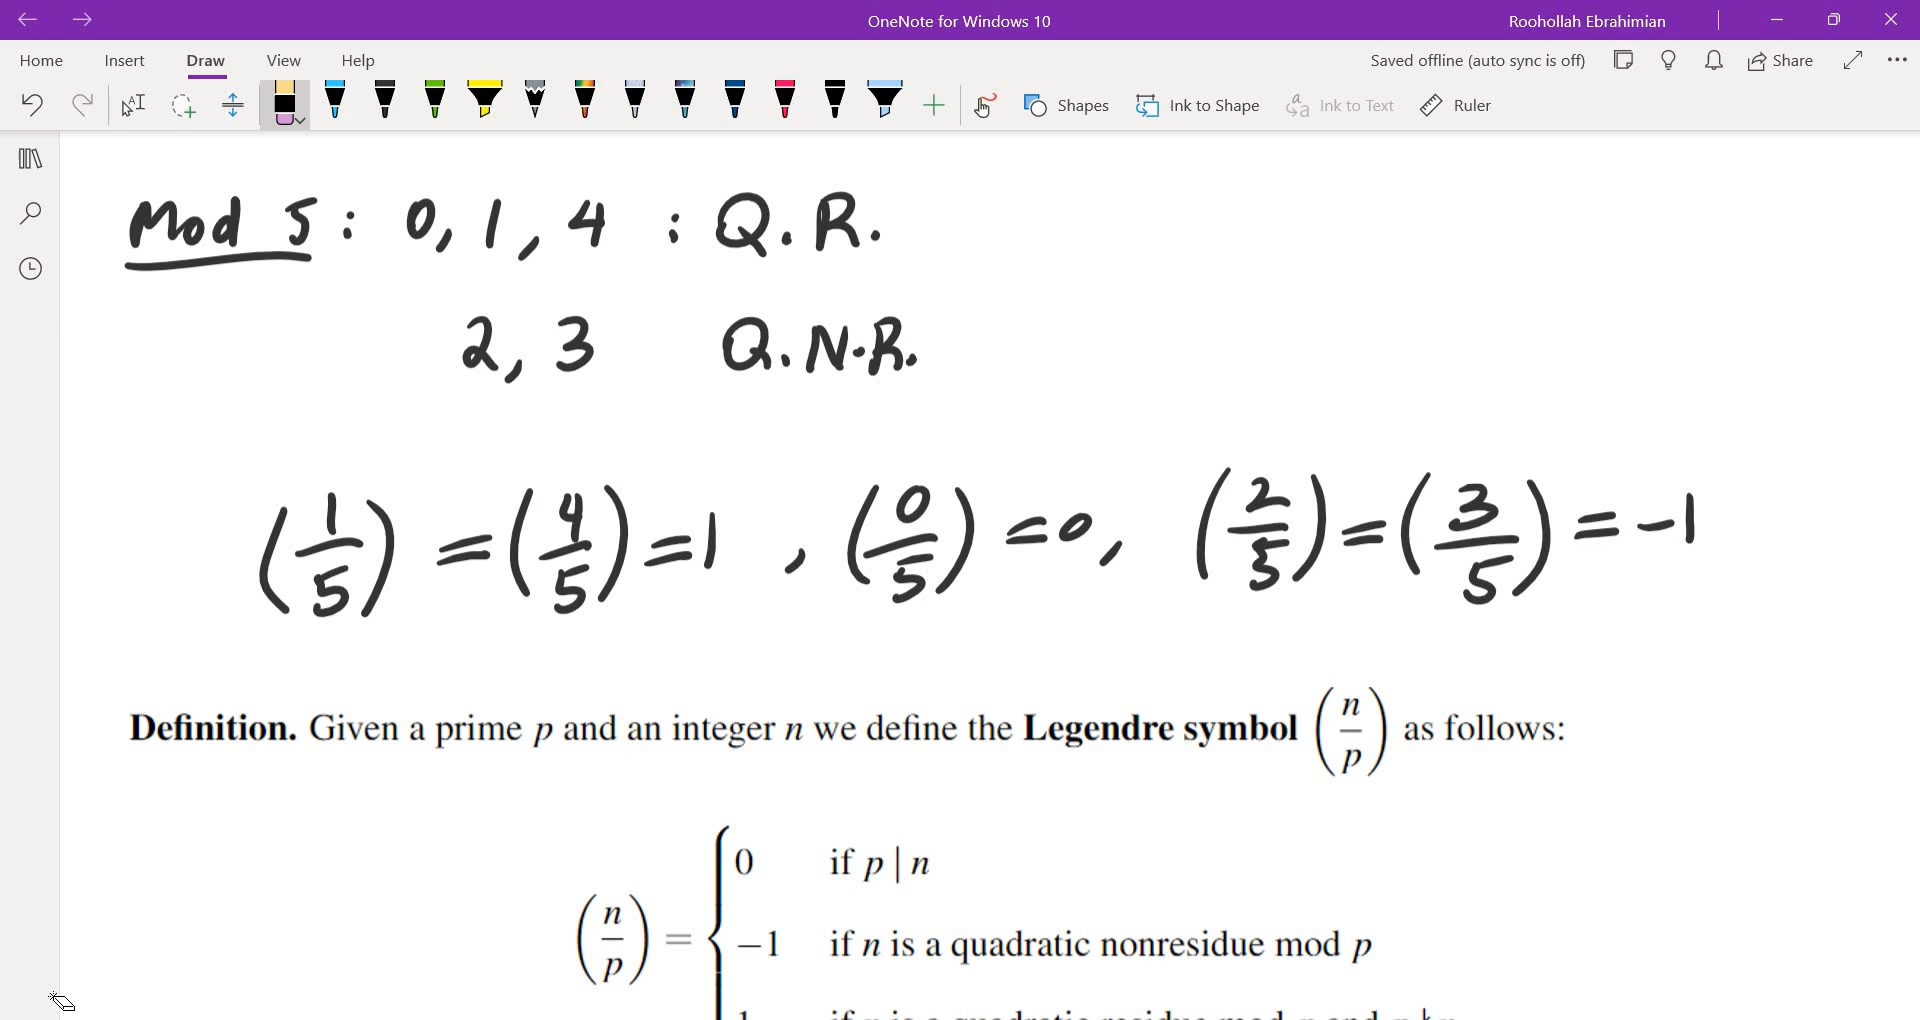 OneNote for Windows 10
Roohollah Ebrahimian
Home Insert Draw View Help
Saved offline (auto sync is off) Share
Shapes Ink to Shape Ink to Text Ruler
Mod 5 : 0, 1, 4 : Q.R.
2, 3 Q.N.R.
(1/5) = (4/5) = 1 , (0/5) = 0, (2/5) = (3/5) = -1
Definition. Given a prime p and an integer n we define the Legendre symbol (n/p) as follows:
0 if p | n
(n/p) = { −1 if n is a quadratic nonresidue mod p